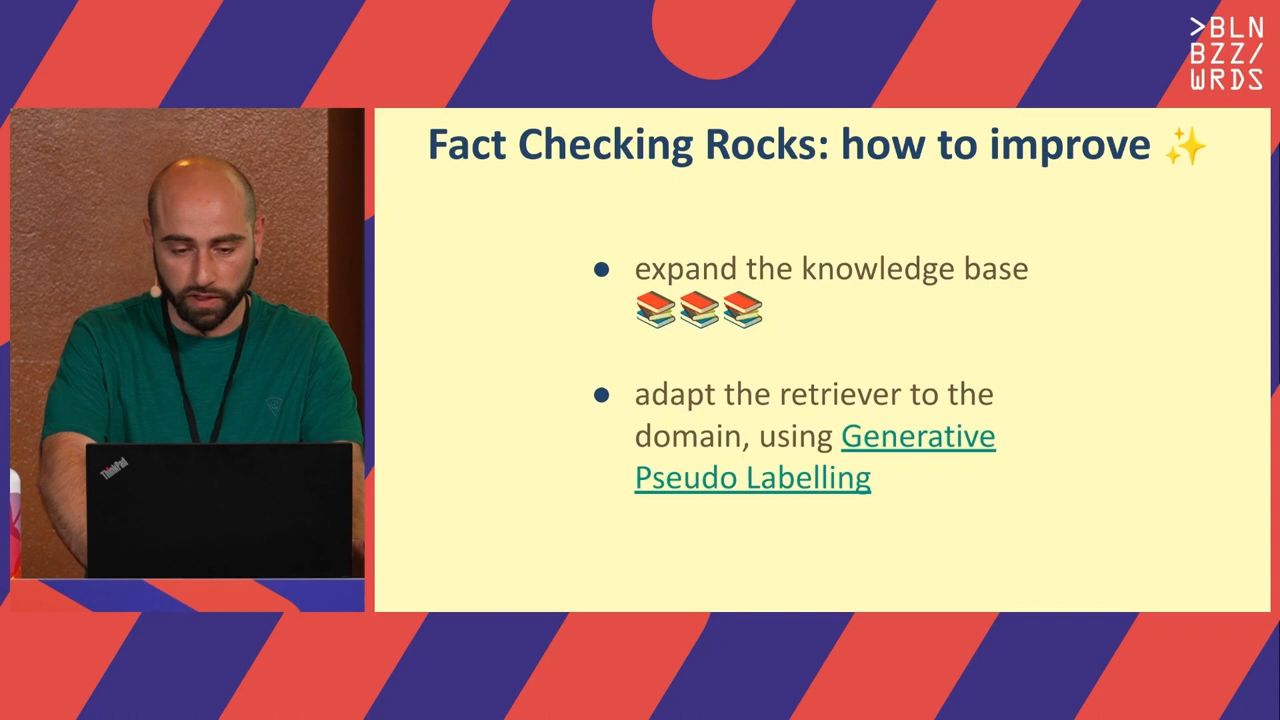 >BLN
BZZ/
WRDS
Fact Checking Rocks: how to improve ✨
● expand the knowledge base
📚📚📚
● adapt the retriever to the
domain, using Generative
Pseudo Labelling
ThinkPad